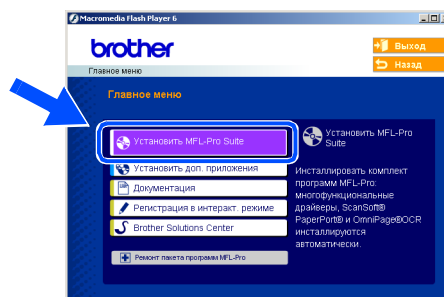 Macromedia Flash Player 6
brother
Выход
Назад
Главное меню
Главное меню
Установить MFL-Pro Suite
Установить доп. приложения
Документация
Регистрация в интеракт. режиме
Brother Solutions Center
Ремонт пакета программ MFL-Pro
Установить MFL-Pro
Suite
Инсталлировать комплект
программ MFL-Pro:
многофункциональные
драйверы, ScanSoft®
PaperPort® и OmniPage®OCR
инсталлируются
автоматически.